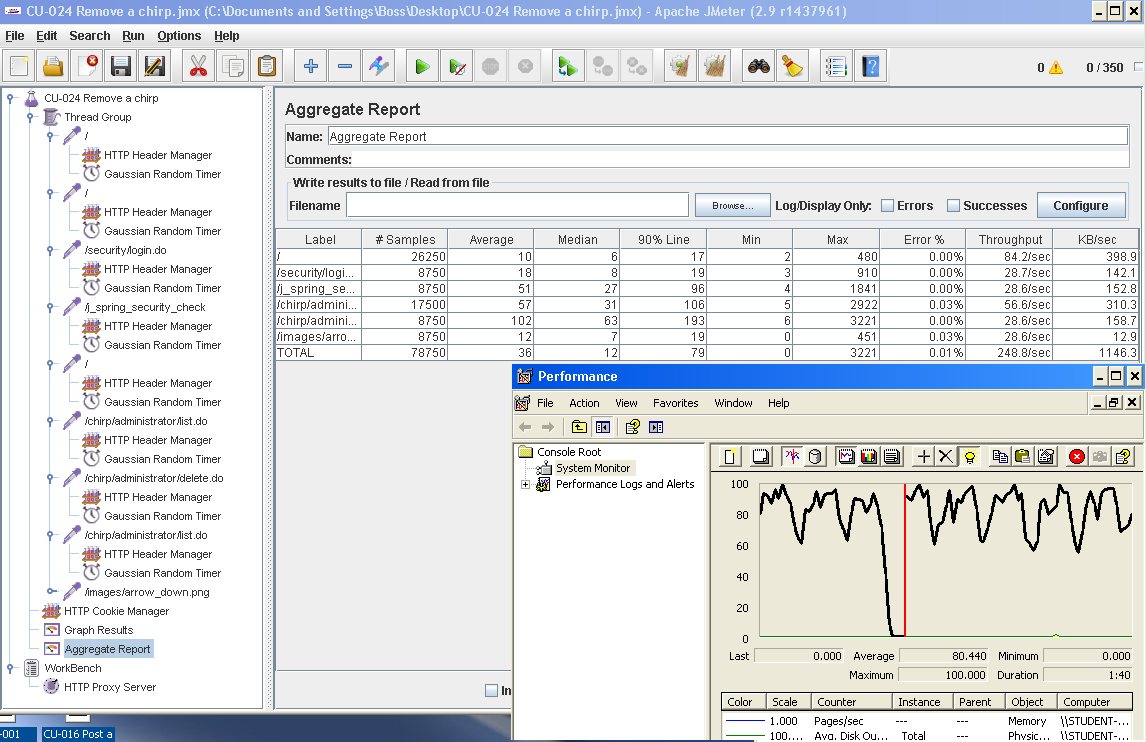 CU-024 Remove a chirp.jmx (C:\Documents and Settings\Boss\Desktop\CU-024 Remove a chirp.jmx) - Apache JMeter (2.9 r1437961)
File Edit Search Run Options Help
0 0 / 350
CU-024 Remove a chirp
Thread Group
/
HTTP Header Manager
Gaussian Random Timer
/
HTTP Header Manager
Gaussian Random Timer
/security/login.do
HTTP Header Manager
Gaussian Random Timer
/j_spring_security_check
HTTP Header Manager
Gaussian Random Timer
/
HTTP Header Manager
Gaussian Random Timer
/chirp/administrator/list.do
HTTP Header Manager
Gaussian Random Timer
/chirp/administrator/delete.do
HTTP Header Manager
Gaussian Random Timer
/chirp/administrator/list.do
HTTP Header Manager
Gaussian Random Timer
/images/arrow_down.png
HTTP Cookie Manager
Graph Results
Aggregate Report
WorkBench
HTTP Proxy Server
Aggregate Report
Name: Aggregate Report
Comments:
Write results to file / Read from file
Filename Browse... Log/Display Only: Errors Successes Configure
Label # Samples Average Median 90% Line Min Max Error % Throughput KB/sec
/ 26250 10 6 17 2 480 0.00% 84.2/sec 398.9
/security/logi... 8750 18 8 19 3 910 0.00% 28.7/sec 142.1
/j_spring_se... 8750 51 27 96 4 1841 0.00% 28.6/sec 152.8
/chirp/admini... 17500 57 31 106 5 2922 0.03% 56.6/sec 310.3
/chirp/admini... 8750 102 63 193 6 3221 0.00% 28.6/sec 158.7
/images/arro... 8750 12 7 19 0 451 0.03% 28.6/sec 12.9
TOTAL 78750 36 12 79 0 3221 0.01% 248.8/sec 1146.3
In
Performance
File Action View Favorites Window Help
Console Root
System Monitor
Performance Logs and Alerts
100
80
60
40
20
0
Last 0.000 Average 80.440 Minimum 0.000
Maximum 100.000 Duration 1:40
Color Scale Counter Instance Parent Object Computer
1.000 Pages/sec --- --- Memory \\STUDENT-...
100.... Avg. Disk Qu... Total --- Physic... \\STUDENT-...
-001 CU-016 Post a